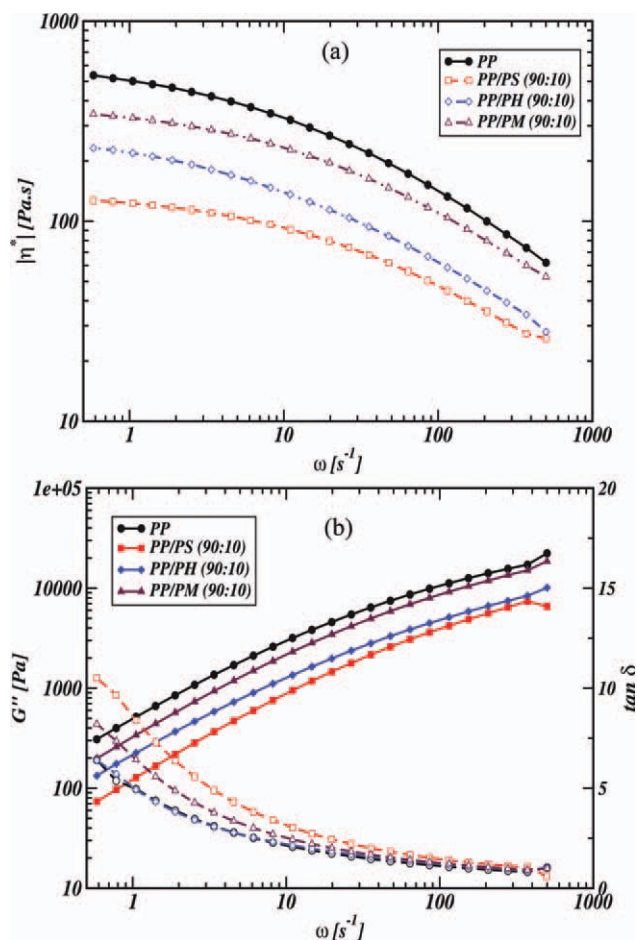 (a)
1000
100
10
|η*| [Pa.s]
PP
PP/PS (90:10)
PP/PH (90:10)
PP/PM (90:10)
1 10 100 1000
ω [s⁻¹]
(b)
1e+05
10000
1000
100
10
G'' [Pa]
PP
PP/PS (90:10)
PP/PH (90:10)
PP/PM (90:10)
20
15
10
5
0
tan δ
1 10 100 1000
ω [s⁻¹]